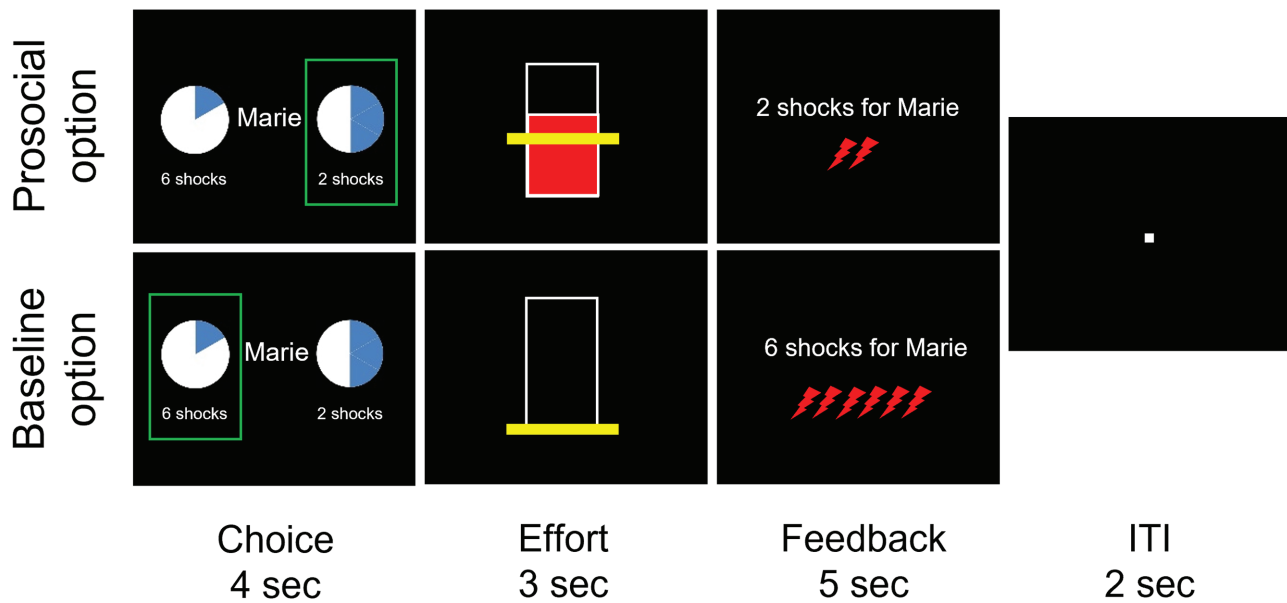 Prosocial
option
Marie
6 shocks
2 shocks
2 shocks for Marie
Baseline
option
Marie
6 shocks
2 shocks
6 shocks for Marie
Choice
4 sec
Effort
3 sec
Feedback
5 sec
ITI
2 sec